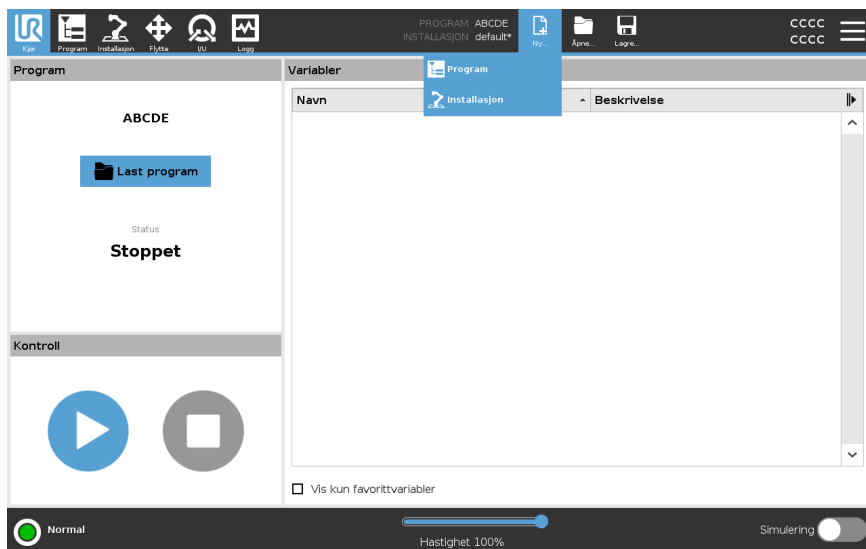 UR
Kjør
Program
Installasjon
Flytte
I/U
Logg
PROGRAM ABCDE
INSTALLASJON default*
Ny...
Åpne...
Lagre...
CCCC
CCCC
Program
Variabler
Program
Installasjon
Navn
Beskrivelse
ABCDE
Last program
Status
Stoppet
Kontroll
Vis kun favorittvariabler
Normal
Hastighet 100%
Simulering